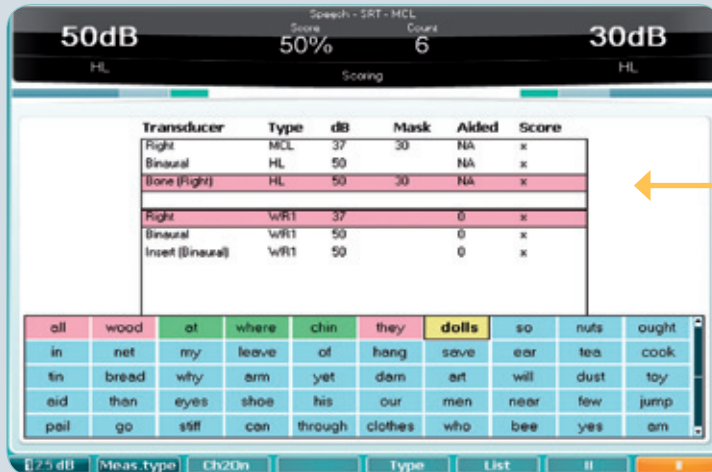 Speech - SRT - MCL
50dB Score Count 30dB
50% 6
HL HL
Scoring
Transducer Type dB Mask Aided Score
Right MCL 37 30 NA x
Binaural HL 50 NA x
Bone (Right) HL 50 30 NA x
Right WR1 37 0 x
Binaural WR1 50 0 x
Insert (Binaural) WR1 50 0 x
all wood at where chin they dolls so nuts ought
in net my leave of hang save ear tea cook
tin bread why arm yet dam art will dust toy
aid than eyes shoe his our men near few jump
pail go stiff can through clothes who bee yes am
2.5 dB Meas.type Ch2On Type List II II